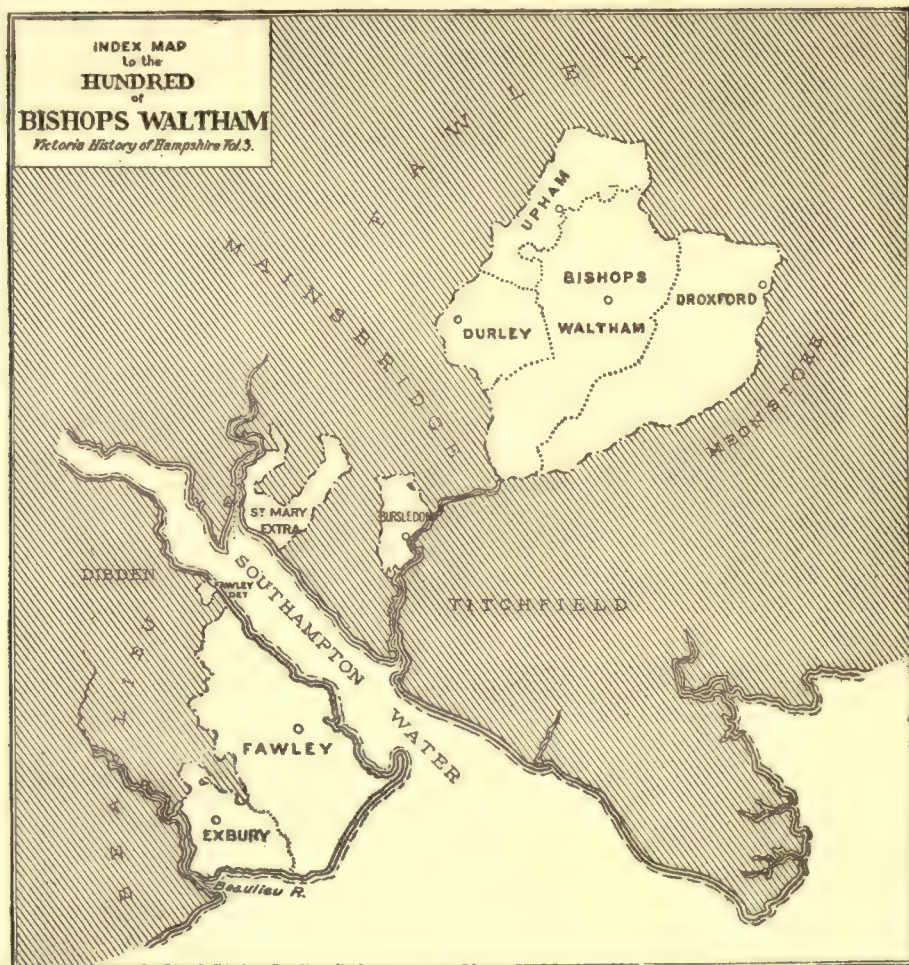 INDEX MAP
to the
HUNDRED
of
BISHOPS WALTHAM
Victoria History of Hampshire Vol. 3.
FAWLEY
MAINSBRIDGE
UPHAM
BISHOPS
WALTHAM
DROXFORD
DURLEY
MEONSTOKE
ST MARY
EXTRA
BURSLEDON
DIBDEN
FAWLEY
DET
SOUTHAMPTON
WATER
TITCHFIELD
BEAULIEU
FAWLEY
EXBURY
Beaulieu R.